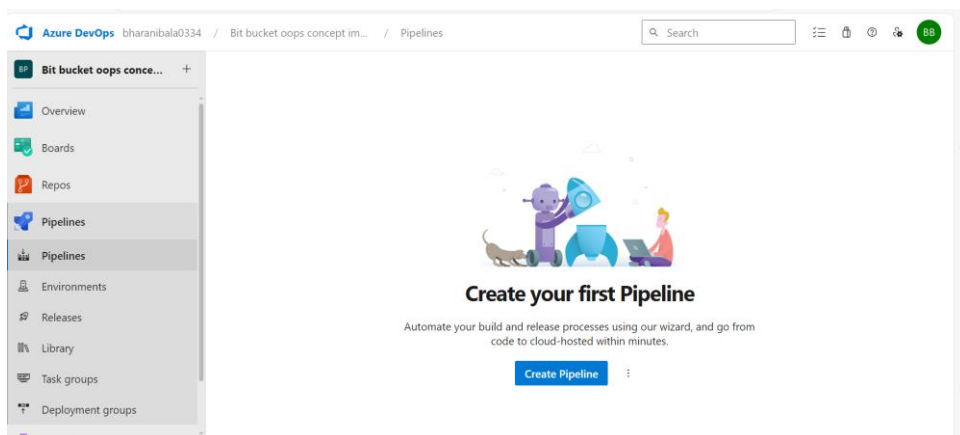 Azure DevOps bharanibala0334 / Bit bucket oops concept im... / Pipelines Search BB
BP Bit bucket oops conce... +
Overview
Boards
Repos
Pipelines
Pipelines
Environments
Releases
Library
Task groups
Deployment groups
Create your first Pipeline
Automate your build and release processes using our wizard, and go from
code to cloud-hosted within minutes.
Create Pipeline